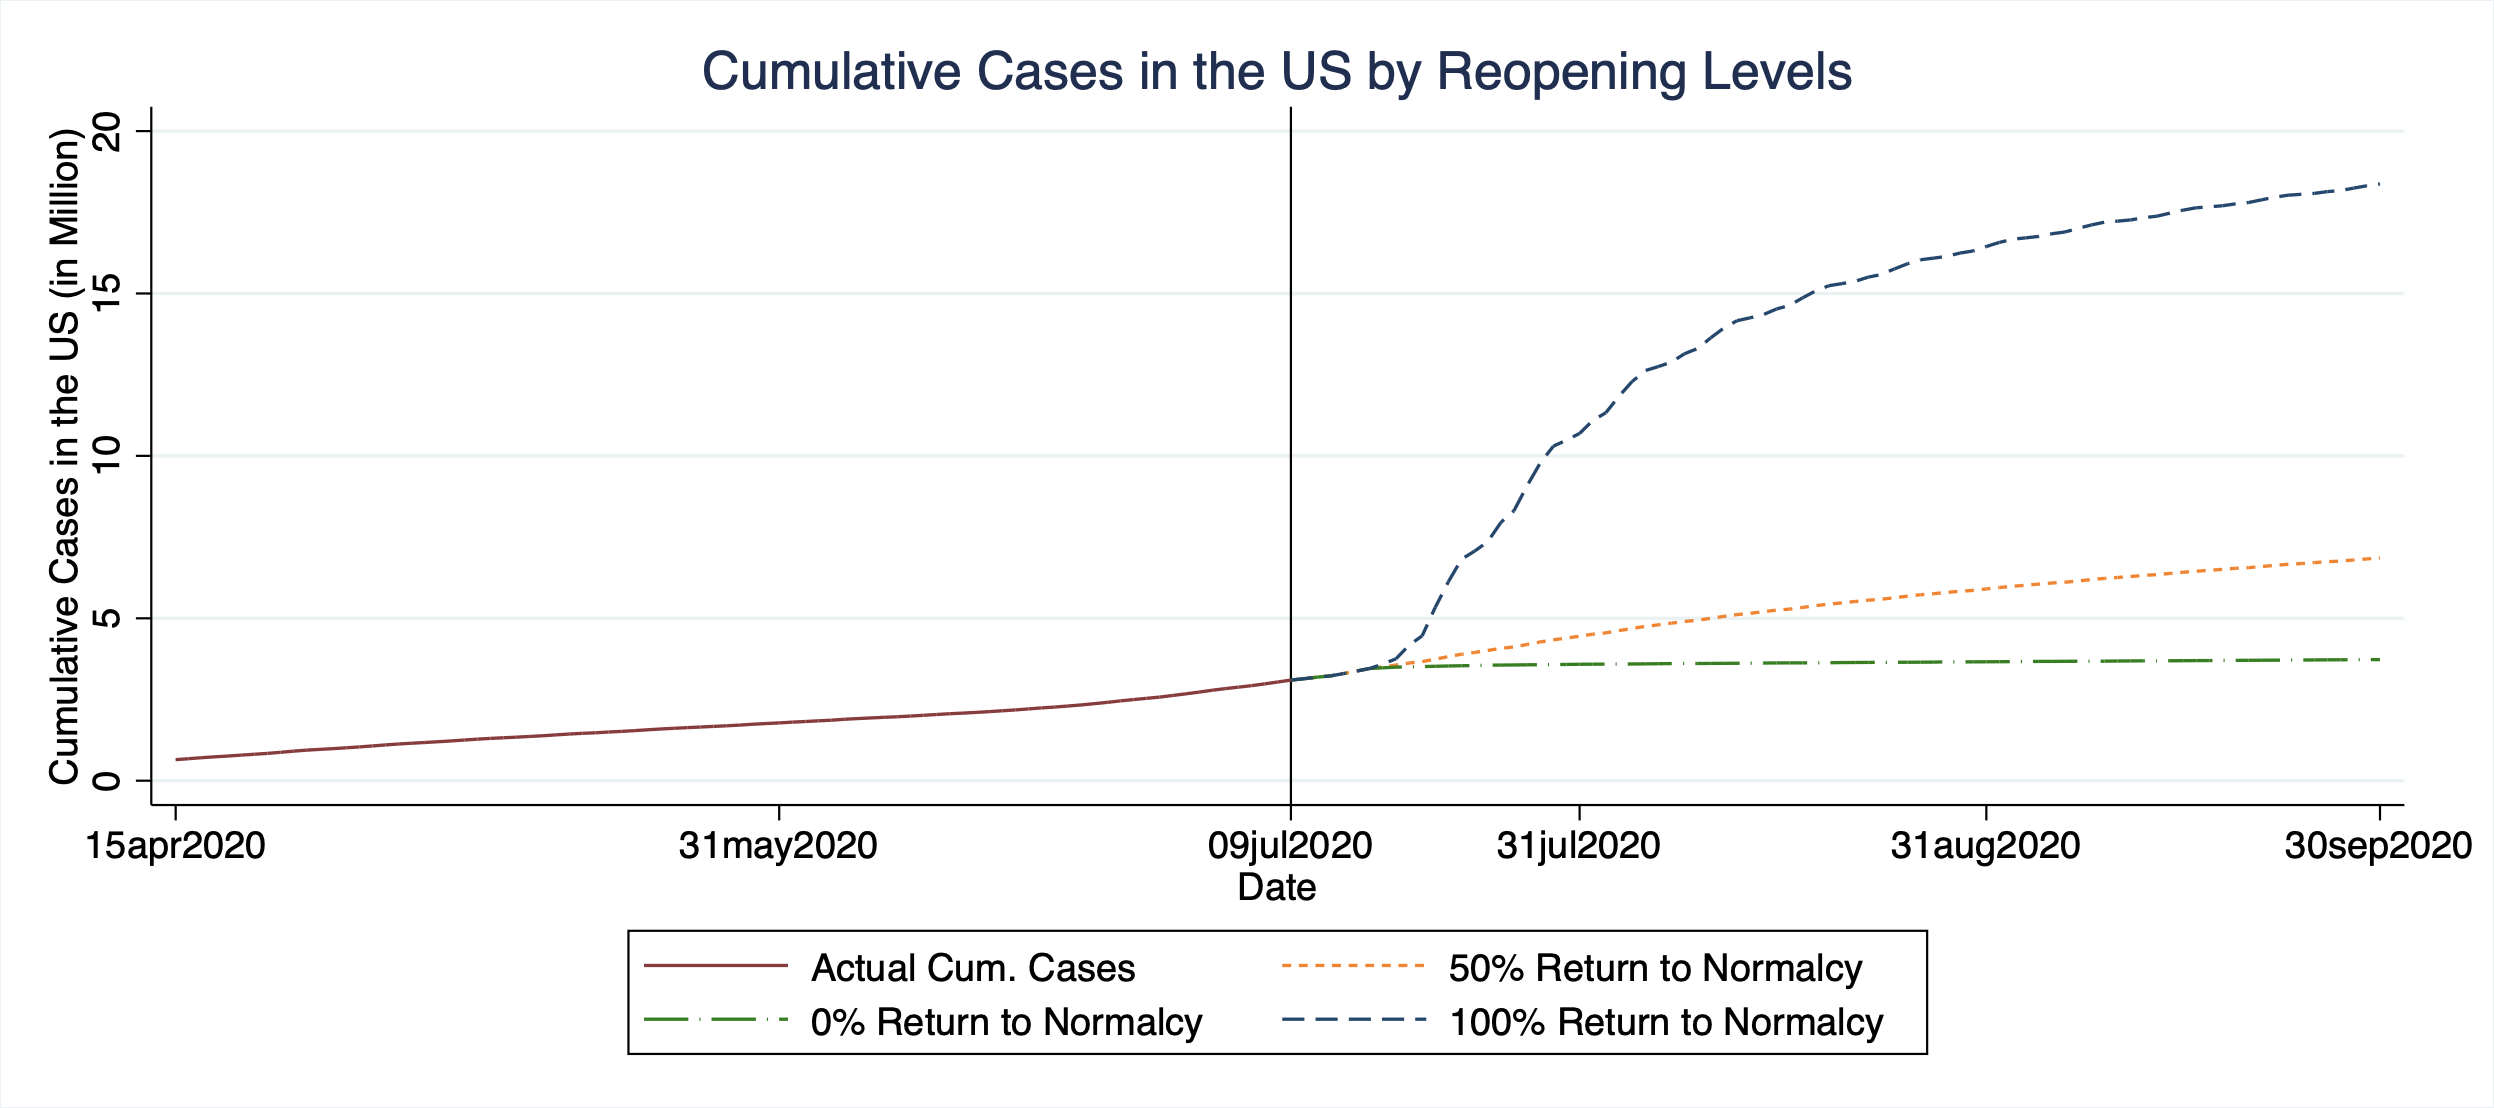 Cumulative Cases in the US by Reopening Levels
Cumulative Cases in the US (in Million)
20
15
10
5
0
15apr2020 31may2020 09jul2020 31jul2020 31aug2020 30sep2020
Date
Actual Cum. Cases 50% Return to Normalcy
0% Return to Normalcy 100% Return to Normalcy